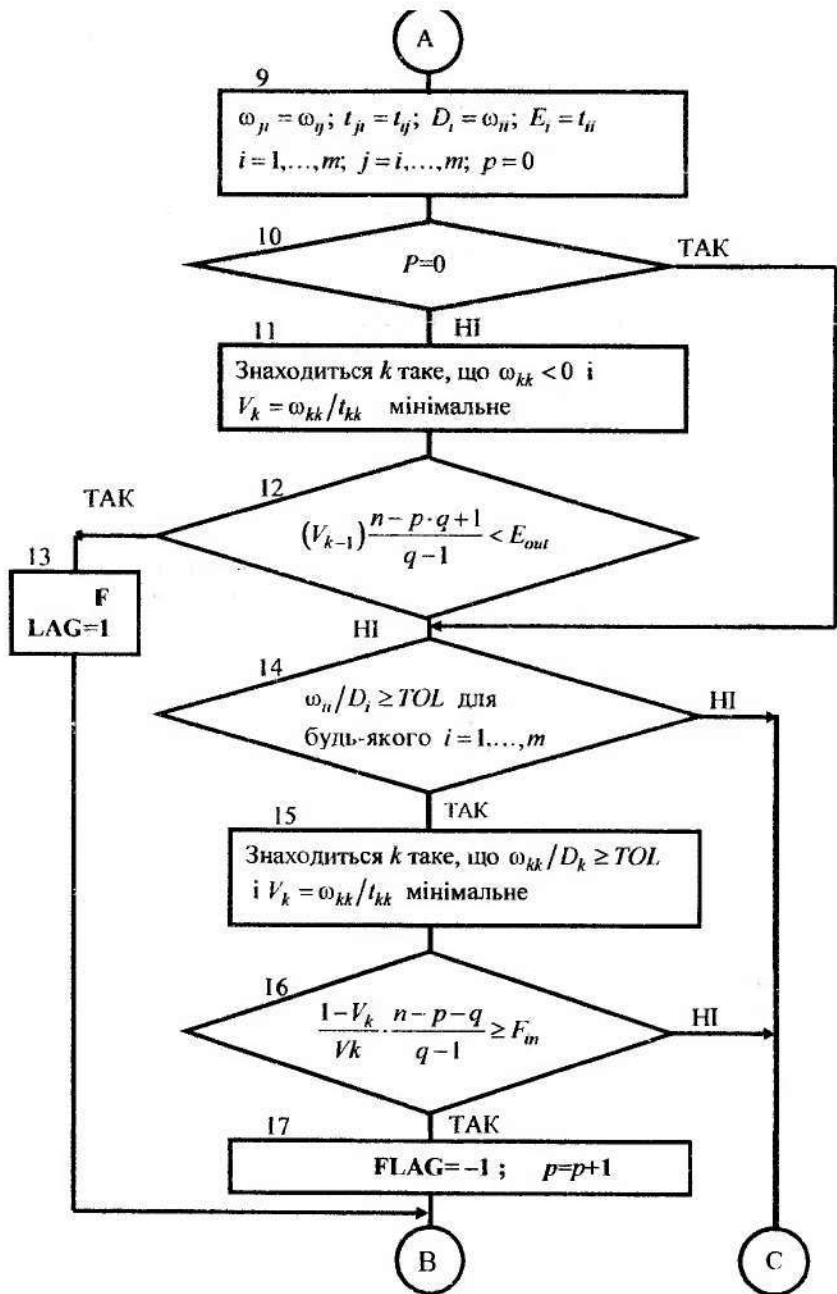 A
9
ω_ji = ω_ij; t_ji = t_ij; D_i = ω_ii; E_i = t_ii
i = 1,…,m; j = i,…,m; p = 0
10
P=0
ТАК
НІ
11
Знаходиться k таке, що ω_kk < 0 і
V_k = ω_kk/t_kk мінімальне
12
ТАК
(V_{k−1}) (n − p · q + 1)/(q − 1) < E_out
13
F
LAG=1
НІ
14
ω_ii/D_i ≥ TOL для
будь-якого i = 1,…,m
НІ
ТАК
15
Знаходиться k таке, що ω_kk/D_k ≥ TOL
і V_k = ω_kk/t_kk мінімальне
16
(1 − V_k)/Vk · (n − p − q)/(q − 1) ≥ F_in
НІ
ТАК
17
FLAG= −1 ; p=p+1
B
C